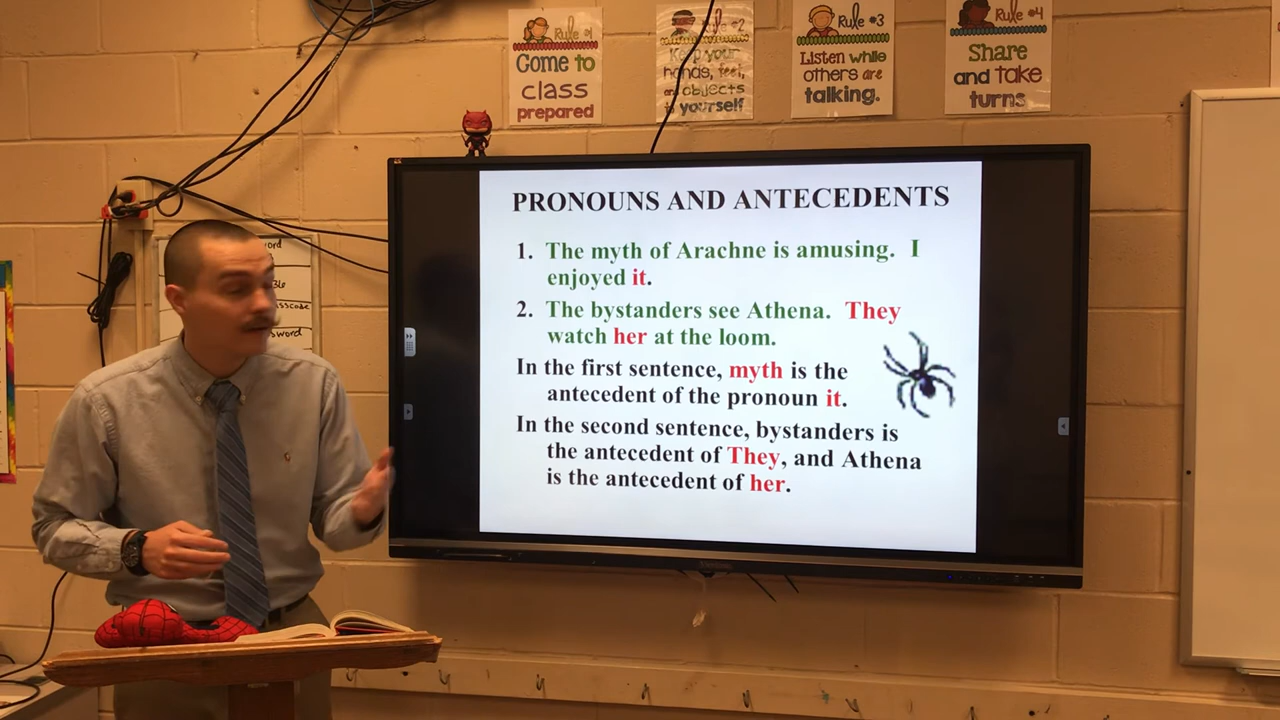 Rule #1
Come to
class
prepared
Rule #2
Keep your
hands, feet,
and objects
to yourself
Rule #3
Listen while
others are
talking.
Rule #4
Share
and take
turns
PRONOUNS AND ANTECEDENTS
1. The myth of Arachne is amusing. I
enjoyed it.
2. The bystanders see Athena. They
watch her at the loom.
In the first sentence, myth is the
antecedent of the pronoun it.
In the second sentence, bystanders is
the antecedent of They, and Athena
is the antecedent of her.